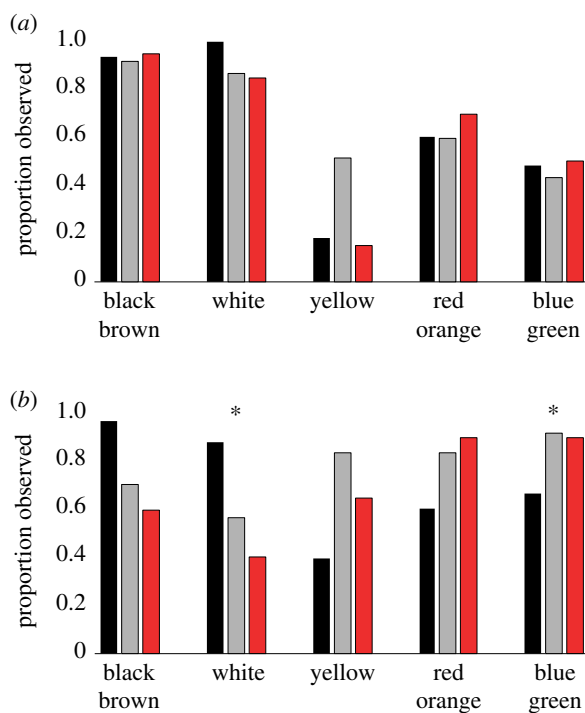 (a)
proportion observed
1.0
0.8
0.6
0.4
0.2
0
black white yellow red blue
brown orange green
(b)
* *
proportion observed
1.0
0.8
0.6
0.4
0.2
0
black white yellow red blue
brown orange green